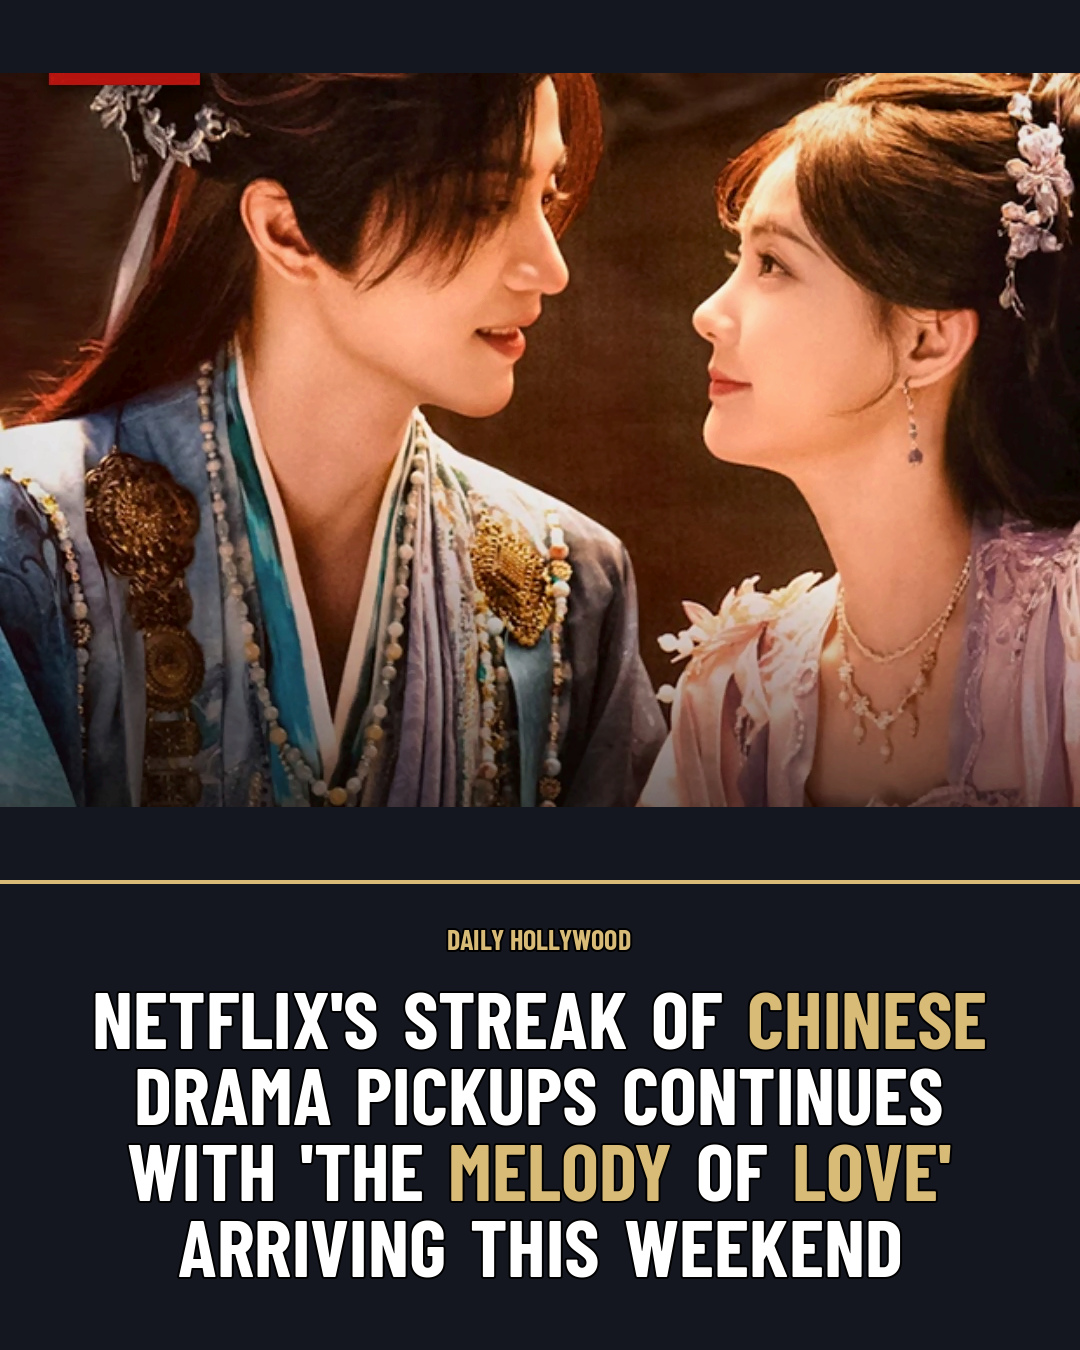 DAILY HOLLYWOOD
NETFLIX'S STREAK OF CHINESE
DRAMA PICKUPS CONTINUES
WITH 'THE MELODY OF LOVE'
ARRIVING THIS WEEKEND